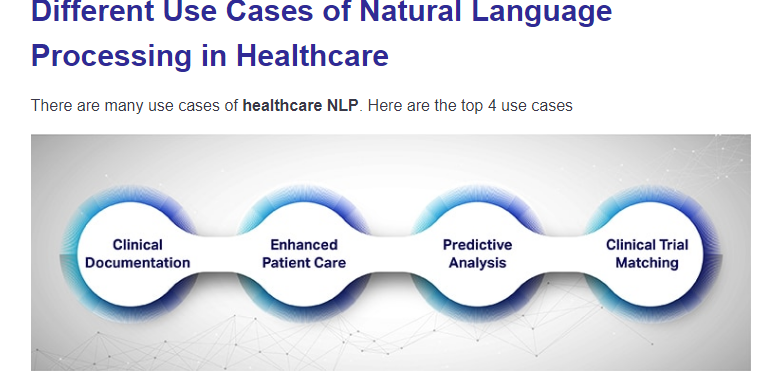 Different Use Cases of Natural Language
Processing in Healthcare
There are many use cases of healthcare NLP. Here are the top 4 use cases
Clinical
Documentation
Enhanced
Patient Care
Predictive
Analysis
Clinical Trial
Matching